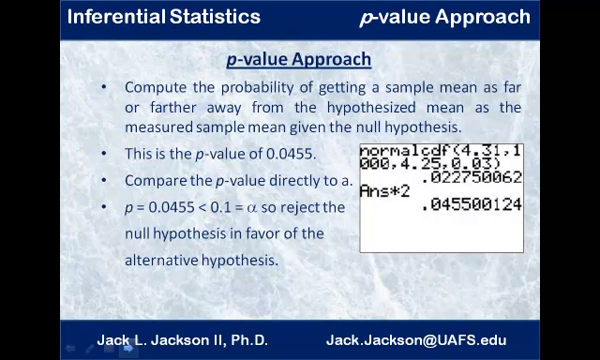 Inferential Statistics p-value Approach
p-value Approach
• Compute the probability of getting a sample mean as far
or farther away from the hypothesized mean as the
measured sample mean given the null hypothesis.
• This is the p-value of 0.0455.
• Compare the p-value directly to a.
• p = 0.0455 < 0.1 = α so reject the
null hypothesis in favor of the
alternative hypothesis.
normalcdf(4.31,1
000,4.25,0.03)
.022750062
Ans*2
.045500124
Jack L. Jackson II, Ph.D. Jack.Jackson@UAFS.edu